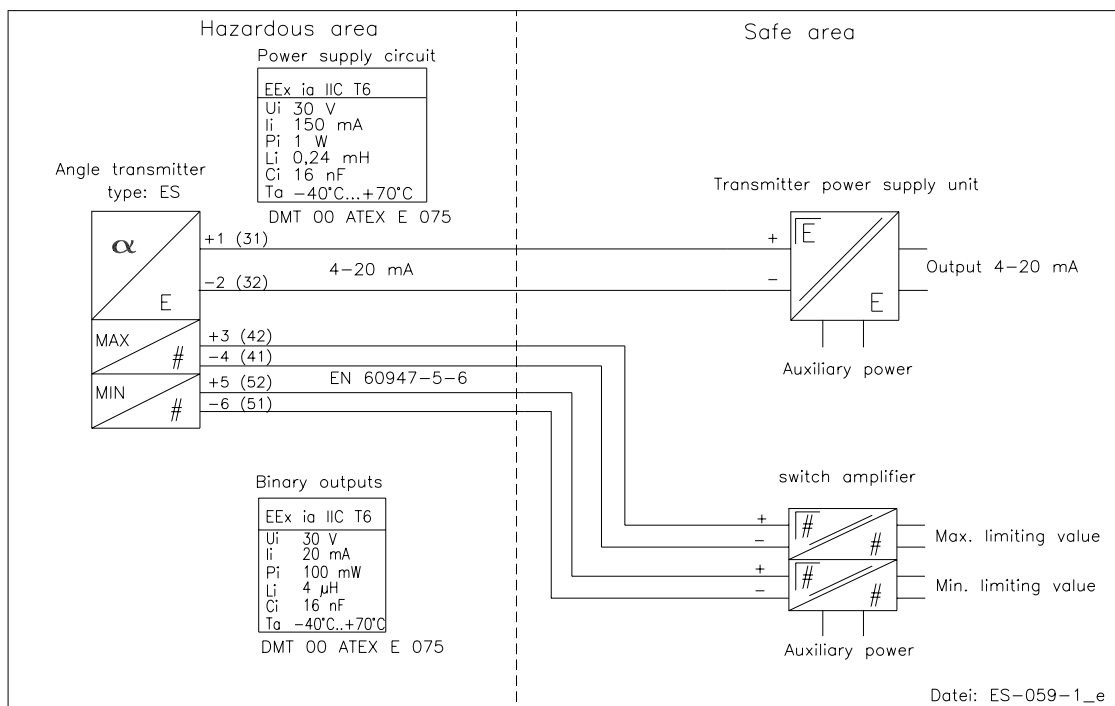 Hazardous area
Safe area
Power supply circuit
EEx ia IIC T6
Ui 30 V
Ii 150 mA
Pi 1 W
Li 0,24 mH
Ci 16 nF
Ta -40°C...+70°C
DMT 00 ATEX E 075
Angle transmitter
type: ES
α
E
+1 (31)
4-20 mA
-2 (32)
MAX
#
+3 (42)
-4 (41)
MIN
#
+5 (52)
EN 60947-5-6
-6 (51)
Transmitter power supply unit
+
-
E
E
Output 4-20 mA
Auxiliary power
Binary outputs
EEx ia IIC T6
Ui 30 V
Ii 20 mA
Pi 100 mW
Li 4 µH
Ci 16 nF
Ta -40°C..+70°C
DMT 00 ATEX E 075
switch amplifier
+
-
#
#
Max. limiting value
+
-
#
#
Min. limiting value
Auxiliary power
Datei: ES-059-1_e